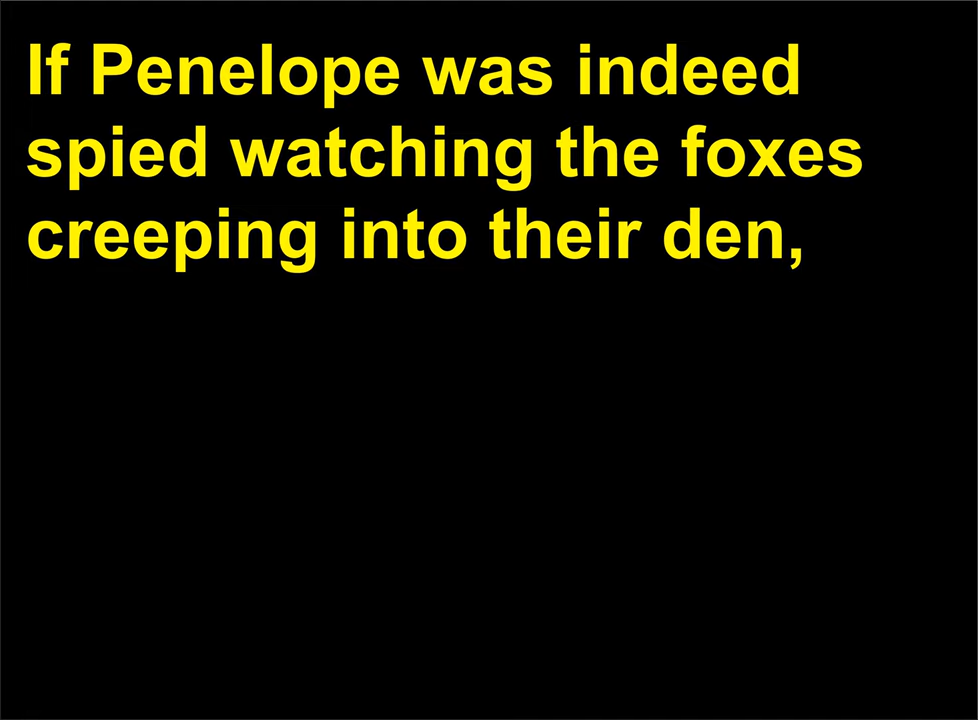 If Penelope was indeed
spied watching the foxes
creeping into their den,